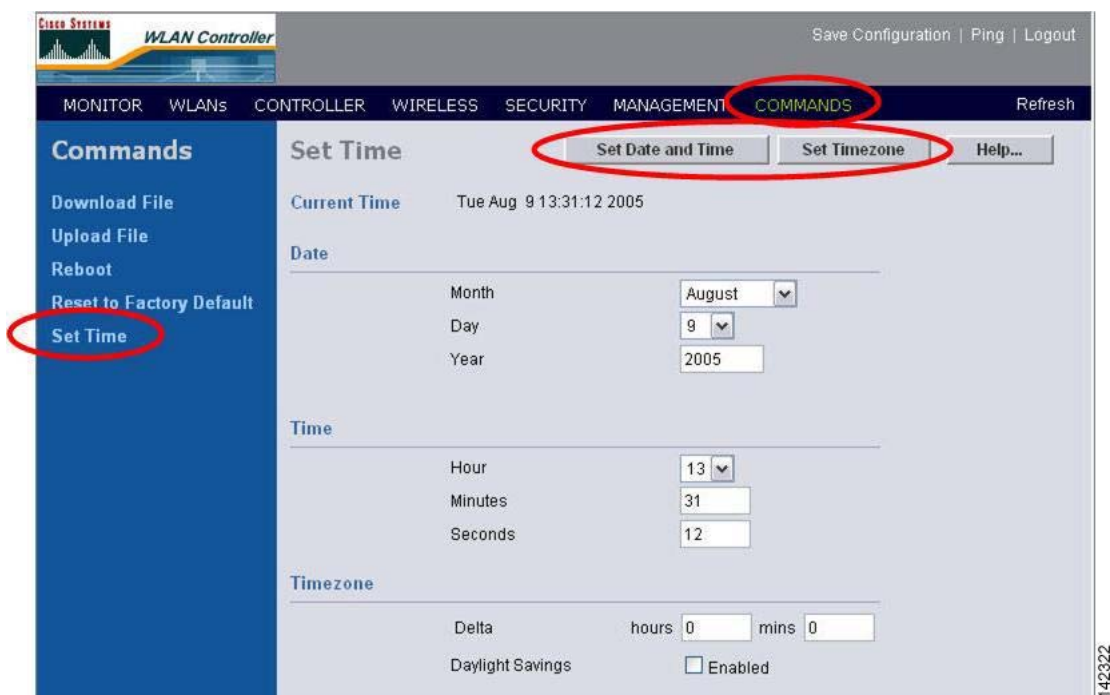 CISCO SYSTEMS
WLAN Controller
Save Configuration | Ping | Logout
MONITOR WLANs CONTROLLER WIRELESS SECURITY MANAGEMENT COMMANDS Refresh
Commands
Download File
Upload File
Reboot
Reset to Factory Default
Set Time
Set Time
Set Date and Time
Set Timezone
Help...
Current Time Tue Aug 9 13:31:12 2005
Date
Month August
Day 9
Year 2005
Time
Hour 13
Minutes 31
Seconds 12
Timezone
Delta hours 0 mins 0
Daylight Savings Enabled
142322